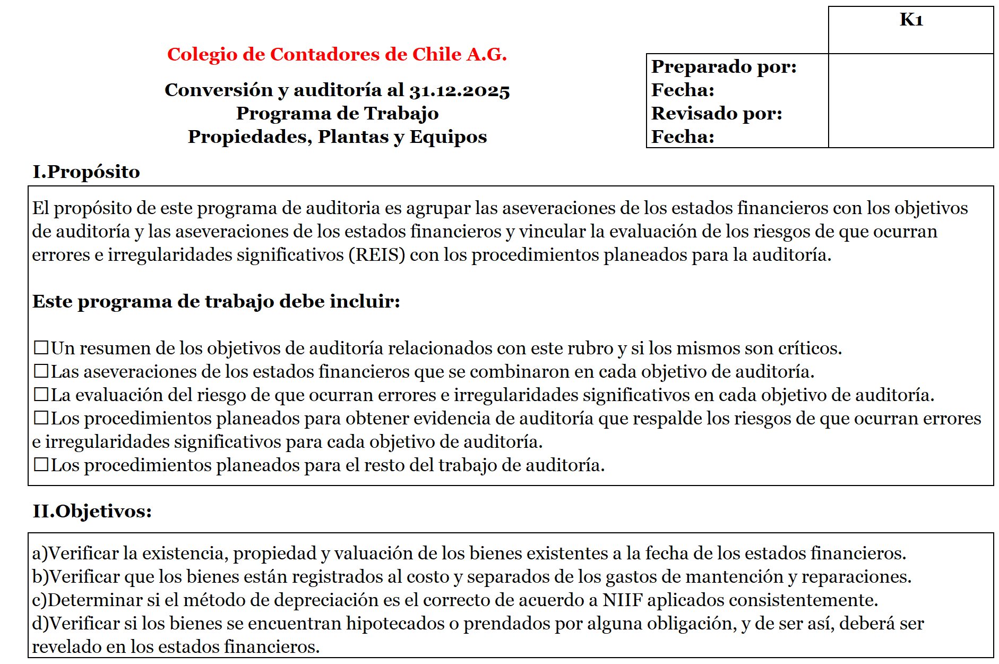 K1
Colegio de Contadores de Chile A.G.
Conversión y auditoría al 31.12.2025
Programa de Trabajo
Propiedades, Plantas y Equipos
Preparado por:
Fecha:
Revisado por:
Fecha:
I.Propósito
El propósito de este programa de auditoria es agrupar las aseveraciones de los estados financieros con los objetivos
de auditoría y las aseveraciones de los estados financieros y vincular la evaluación de los riesgos de que ocurran
errores e irregularidades significativos (REIS) con los procedimientos planeados para la auditoría.
Este programa de trabajo debe incluir:
☐Un resumen de los objetivos de auditoría relacionados con este rubro y si los mismos son críticos.
☐Las aseveraciones de los estados financieros que se combinaron en cada objetivo de auditoría.
☐La evaluación del riesgo de que ocurran errores e irregularidades significativos en cada objetivo de auditoría.
☐Los procedimientos planeados para obtener evidencia de auditoría que respalde los riesgos de que ocurran errores
e irregularidades significativos para cada objetivo de auditoría.
☐Los procedimientos planeados para el resto del trabajo de auditoría.
II.Objetivos:
a)Verificar la existencia, propiedad y valuación de los bienes existentes a la fecha de los estados financieros.
b)Verificar que los bienes están registrados al costo y separados de los gastos de mantención y reparaciones.
c)Determinar si el método de depreciación es el correcto de acuerdo a NIIF aplicados consistentemente.
d)Verificar si los bienes se encuentran hipotecados o prendados por alguna obligación, y de ser así, deberá ser
revelado en los estados financieros.